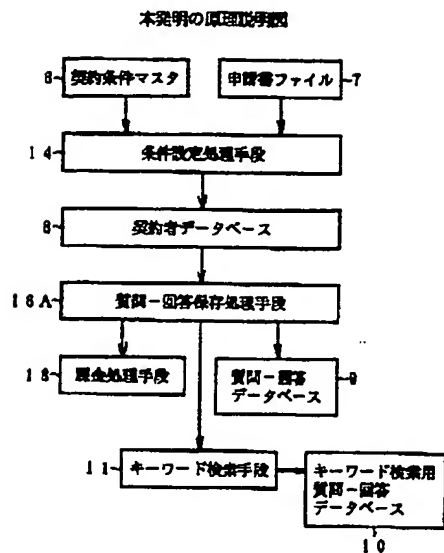 本発明の原理説明図
6 契約条件マスタ
申請書ファイル 7
14 条件設定処理手段
8 契約者データベース
16A 質問－回答保存処理手段
18 課金処理手段
質問－回答 9
データベース
11 キーワード検索手段
キーワード検索用
質問－回答
データベース
10